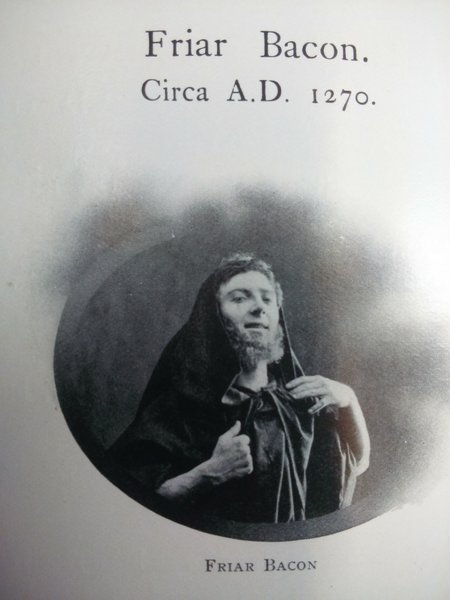 Friar Bacon.
Circa A.D. 1270.
FRIAR BACON